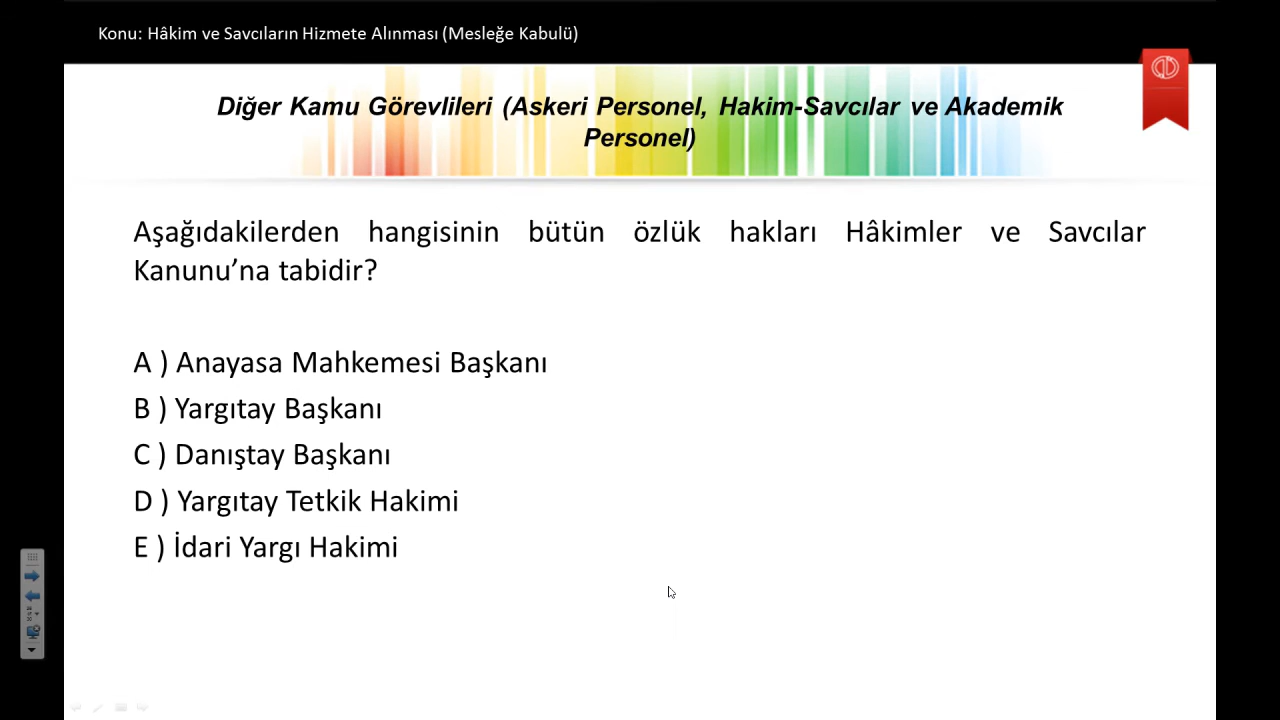 Konu: Hâkim ve Savcıların Hizmete Alınması (Mesleğe Kabulü)
Diğer Kamu Görevlileri (Askeri Personel, Hakim-Savcılar ve Akademik
Personel)
Aşağıdakilerden hangisinin bütün özlük hakları Hâkimler ve Savcılar
Kanunu’na tabidir?
A ) Anayasa Mahkemesi Başkanı
B ) Yargıtay Başkanı
C ) Danıştay Başkanı
D ) Yargıtay Tetkik Hakimi
E ) İdari Yargı Hakimi